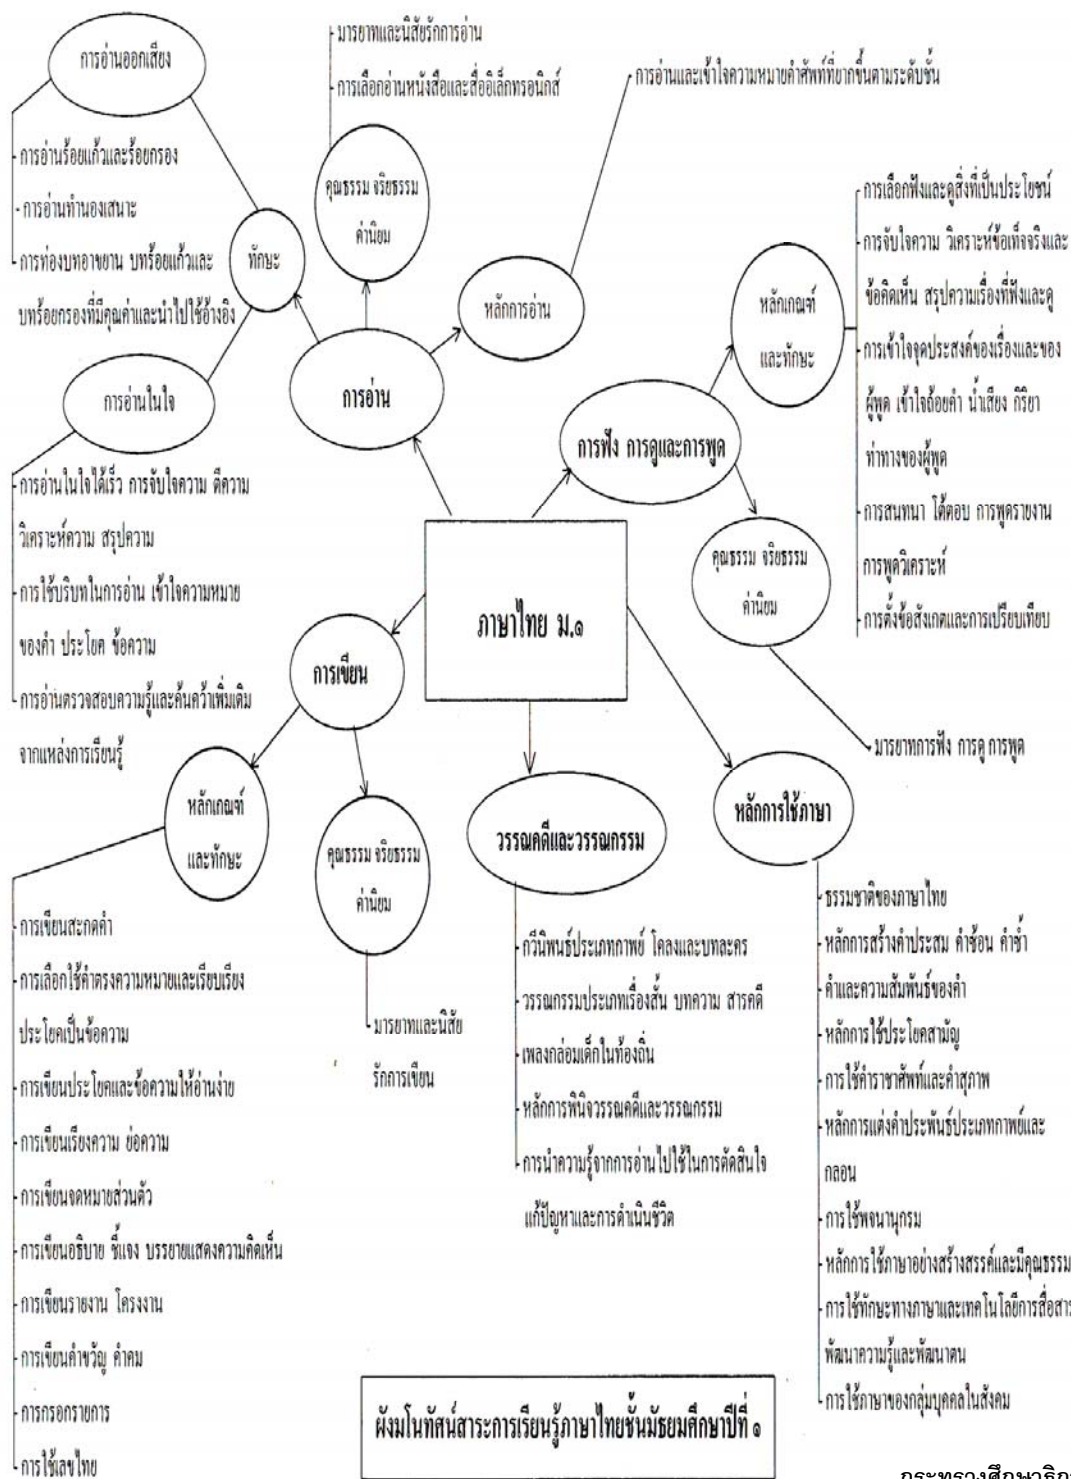 การอ่านออกเสียง
- การอ่านร้อยแก้วและร้อยกรอง
- การอ่านทำนองเสนาะ
- การท่องบทอาขยาน บทร้อยแก้วและ
บทร้อยกรองที่มีคุณค่าและนำไปใช้อ้างอิง
ทักษะ
การอ่านในใจ
- การอ่านในใจได้เร็ว การจับใจความ ตีความ
วิเคราะห์ความ สรุปความ
- การใช้บริบทในการอ่าน เข้าใจความหมาย
ของคำ ประโยค ข้อความ
- การอ่านตรวจสอบความรู้และค้นคว้าเพิ่มเติม
จากแหล่งการเรียนรู้
- มารยาทและนิสัยรักการอ่าน
- การเลือกอ่านหนังสือและสื่ออิเล็กทรอนิกส์
คุณธรรม จริยธรรม
ค่านิยม
- การอ่านและเข้าใจความหมายคำศัพท์ที่ยากขึ้นตามระดับชั้น
หลักการอ่าน
การอ่าน
การฟัง การดูและการพูด
หลักเกณฑ์
และทักษะ
- การเลือกฟังและดูสิ่งที่เป็นประโยชน์
- การจับใจความ วิเคราะห์ข้อเท็จจริงและ
ข้อคิดเห็น สรุปความเรื่องที่ฟังและดู
- การเข้าใจจุดประสงค์ของเรื่องและของ
ผู้พูด เข้าใจถ้อยคำ น้ำเสียง กิริยา
ท่าทางของผู้พูด
- การสนทนา โต้ตอบ การพูดรายงาน
การพูดวิเคราะห์
- การตั้งข้อสังเกตและการเปรียบเทียบ
คุณธรรม จริยธรรม
ค่านิยม
- มารยาทการฟัง การดู การพูด
ภาษาไทย ม.๑
การเขียน
หลักเกณฑ์
และทักษะ
- การเขียนสะกดคำ
- การเลือกใช้คำตรงความหมายและเรียบเรียง
ประโยคเป็นข้อความ
- การเขียนประโยคและข้อความให้อ่านง่าย
- การเขียนเรียงความ ย่อความ
- การเขียนจดหมายส่วนตัว
- การเขียนอธิบาย ชี้แจง บรรยายแสดงความคิดเห็น
- การเขียนรายงาน โครงงาน
- การเขียนคำขวัญ คำคม
- การกรอกรายการ
- การใช้เลขไทย
คุณธรรม จริยธรรม
ค่านิยม
- มารยาทและนิสัย
รักการเขียน
วรรณคดีและวรรณกรรม
- กวีนิพนธ์ประเภทกาพย์ โคลงและบทละคร
- วรรณกรรมประเภทเรื่องสั้น บทความ สารคดี
- เพลงกล่อมเด็กในท้องถิ่น
- หลักการพินิจวรรณคดีและวรรณกรรม
- การนำความรู้จากการอ่านไปใช้ในการตัดสินใจ
แก้ปัญหาและการดำเนินชีวิต
หลักการใช้ภาษา
- ธรรมชาติของภาษาไทย
- หลักการสร้างคำประสม คำซ้อน คำซ้ำ
- คำและความสัมพันธ์ของคำ
- หลักการใช้ประโยคสามัญ
- การใช้คำราชาศัพท์และคำสุภาพ
- หลักการแต่งคำประพันธ์ประเภทกาพย์และ
กลอน
- การใช้พจนานุกรม
- หลักการใช้ภาษาอย่างสร้างสรรค์และมีคุณธรรม
- การใช้ทักษะทางภาษาและเทคโนโลยีการสื่อสาร
พัฒนาความรู้และพัฒนาตน
- การใช้ภาษาของกลุ่มบุคคลในสังคม
ผังมโนทัศน์สาระการเรียนรู้ภาษาไทยชั้นมัธยมศึกษาปีที่ ๑